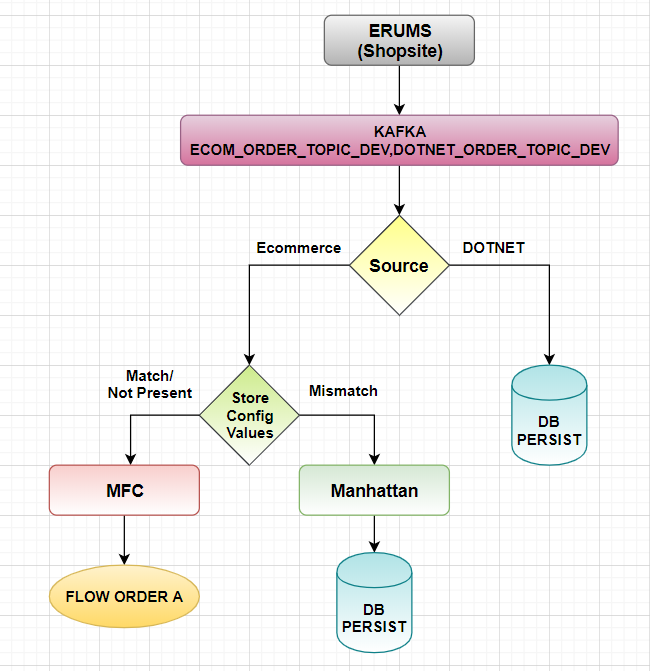 ERUMS
(Shopsite)
KAFKA
ECOM_ORDER_TOPIC_DEV,DOTNET_ORDER_TOPIC_DEV
Ecommerce
Source
DOTNET
Match/
Not Present
Store
Config
Values
Mismatch
DB
PERSIST
MFC
Manhattan
FLOW ORDER A
DB
PERSIST